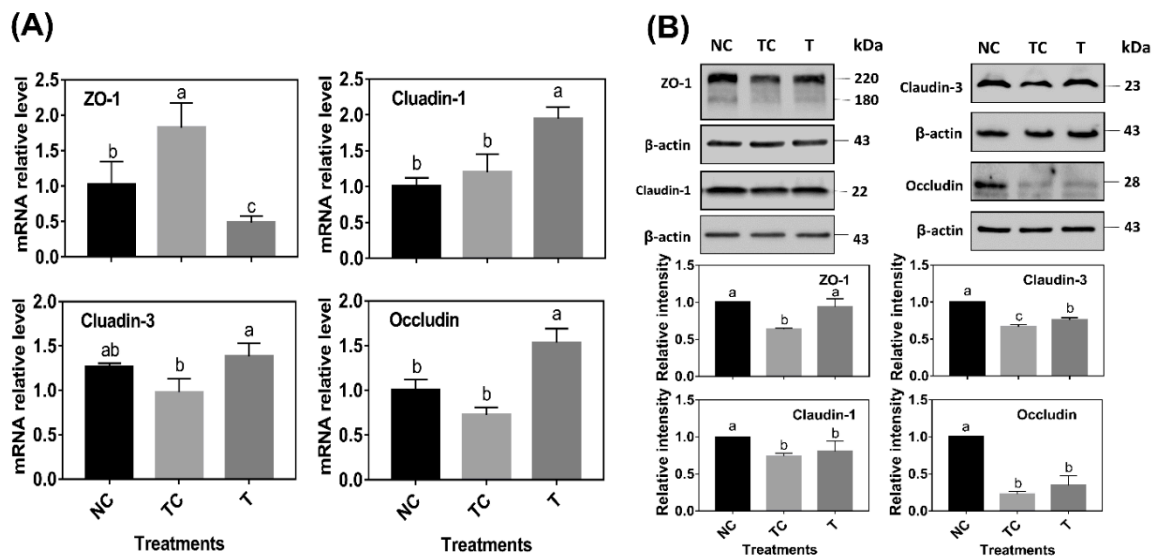 (A)
mRNA relative level
2.5
2.0
1.5
1.0
0.5
0.0
ZO-1
b
a
c
mRNA relative level
2.5
2.0
1.5
1.0
0.5
0.0
Cluadin-1
b
b
a
mRNA relative level
2.0
1.5
1.0
0.5
0.0
Cluadin-3
ab
b
a
NC
TC
T
Treatments
mRNA relative level
2.0
1.5
1.0
0.5
0.0
Occludin
b
b
a
NC
TC
T
Treatments
(B)
NC TC T kDa
ZO-1
220
180
β-actin
43
Claudin-1
22
β-actin
43
NC TC T kDa
Claudin-3
23
β-actin
43
Occludin
28
β-actin
43
Relative intensity
1.5
1.0
0.5
0.0
ZO-1
a
b
a
Relative intensity
1.5
1.0
0.5
0.0
Claudin-3
a
c
b
Relative intensity
1.5
1.0
0.5
0.0
Claudin-1
a
b
b
NC
TC
T
Treatments
Relative intensity
1.5
1.0
0.5
0.0
Occludin
a
b
b
NC
TC
T
Treatments